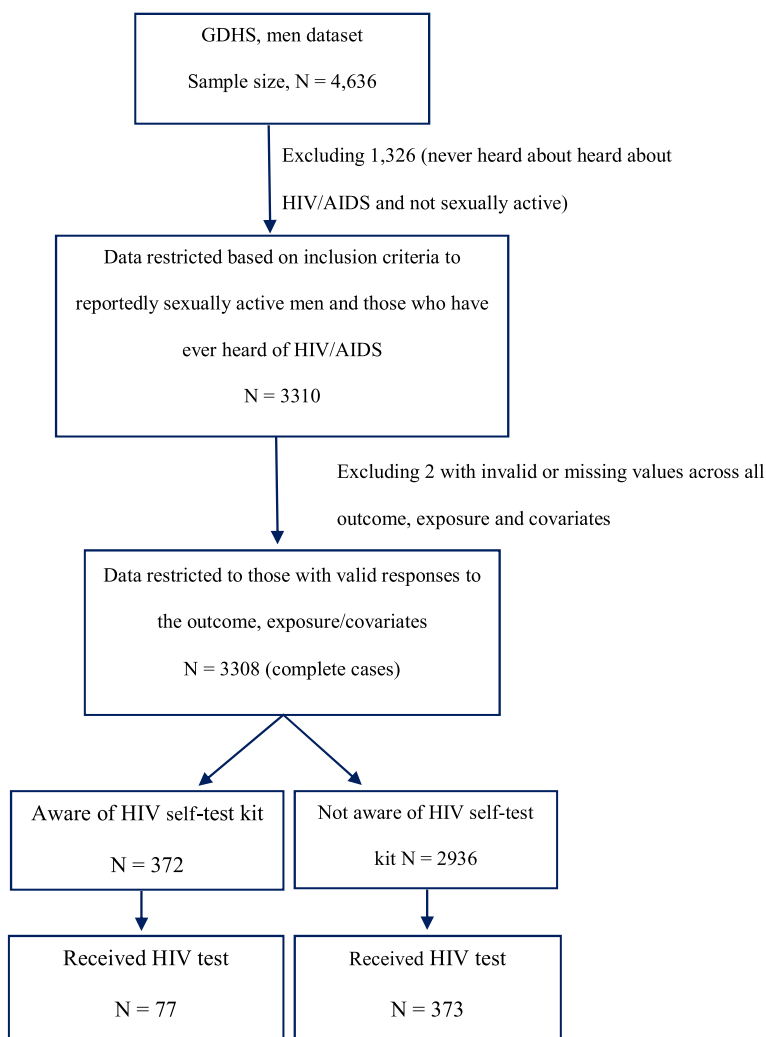 GDHS, men dataset
Sample size, N = 4,636
Excluding 1,326 (never heard about heard about
HIV/AIDS and not sexually active)
Data restricted based on inclusion criteria to
reportedly sexually active men and those who have
ever heard of HIV/AIDS
N = 3310
Excluding 2 with invalid or missing values across all
outcome, exposure and covariates
Data restricted to those with valid responses to
the outcome, exposure/covariates
N = 3308 (complete cases)
Aware of HIV self-test kit
N = 372
Not aware of HIV self-test
kit N = 2936
Received HIV test
N = 77
Received HIV test
N = 373